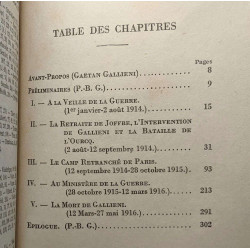 TABLE DES CHAPITRES
Pages
AVANT-PROPOS (GAETAN GALLIENI) 8
PRÉLIMINAIRES (P.-B. G.) 9
I. — A LA VEILLE DE LA GUERRE.
(1er janvier-2 août 1914.) 15
II. — LA RETRAITE DE JOFFRE, L'INTERVENTION
DE GALLIENI ET LA BATAILLE DE
L'OURCQ.
(2 août-12 septembre 1914.) 31
III. — LE CAMP RETRANCHÉ DE PARIS.
(12 septembre 1914-28 octobre 1915.) 93
IV. — AU MINISTÈRE DE LA GUERRE.
(28 octobre 1915-12 mars 1916.) 213
V. — LA MORT DE GALLIENI.
(12 Mars-27 mai 1916.) 291
EPILOGUE. (P.-B. G.) 302